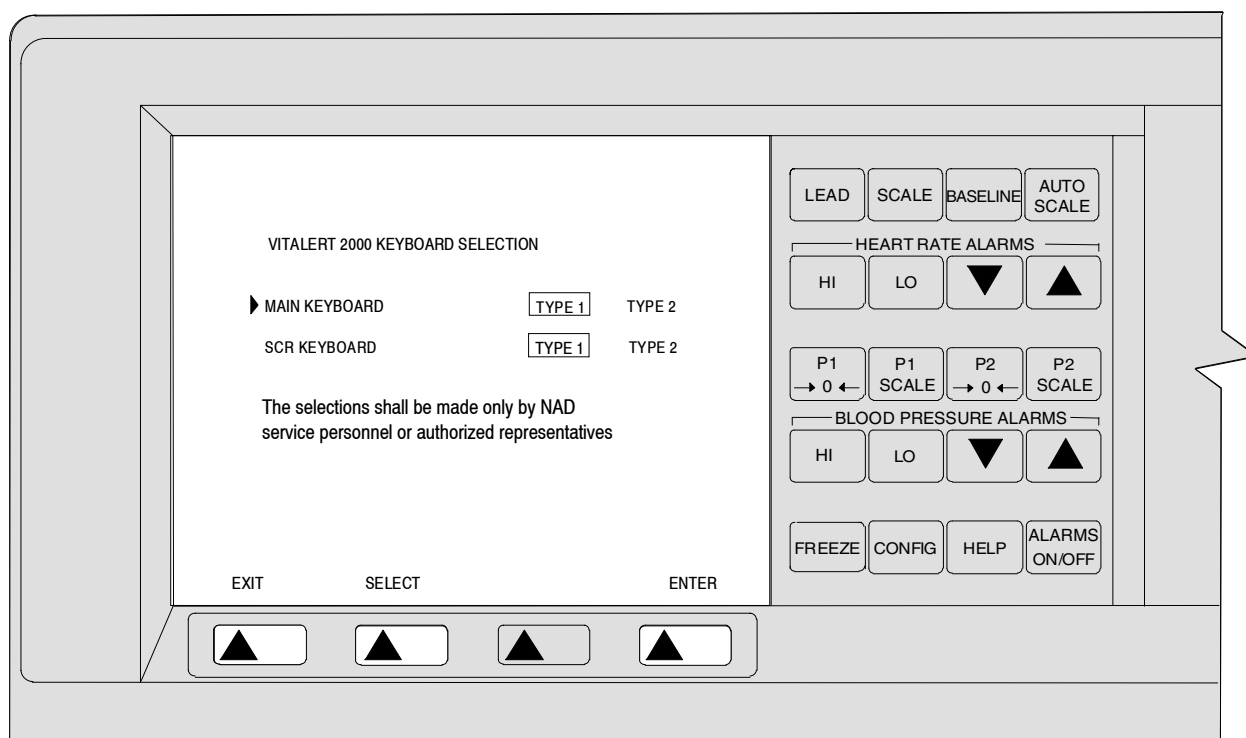 VITALERT 2000 KEYBOARD SELECTION
MAIN KEYBOARD TYPE 1 TYPE 2
SCR KEYBOARD TYPE 1 TYPE 2
The selections shall be made only by NAD
service personnel or authorized representatives
EXIT SELECT ENTER
LEAD SCALE BASELINE AUTO SCALE
HEART RATE ALARMS
HI LO
P1 → 0 ← P1 SCALE P2 → 0 ← P2 SCALE
BLOOD PRESSURE ALARMS
HI LO
FREEZE CONFIG HELP ALARMS ON/OFF